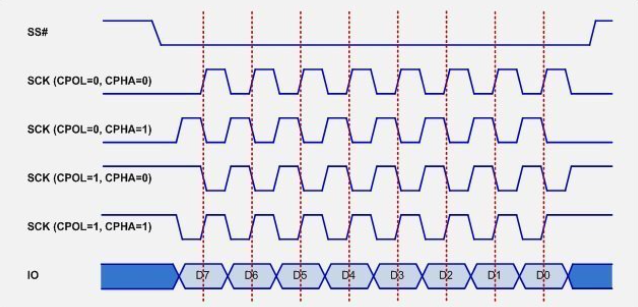 SS#
SCK (CPOL=0, CPHA=0)
SCK (CPOL=0, CPHA=1)
SCK (CPOL=1, CPHA=0)
SCK (CPOL=1, CPHA=1)
IO D7 D6 D5 D4 D3 D2 D1 D0